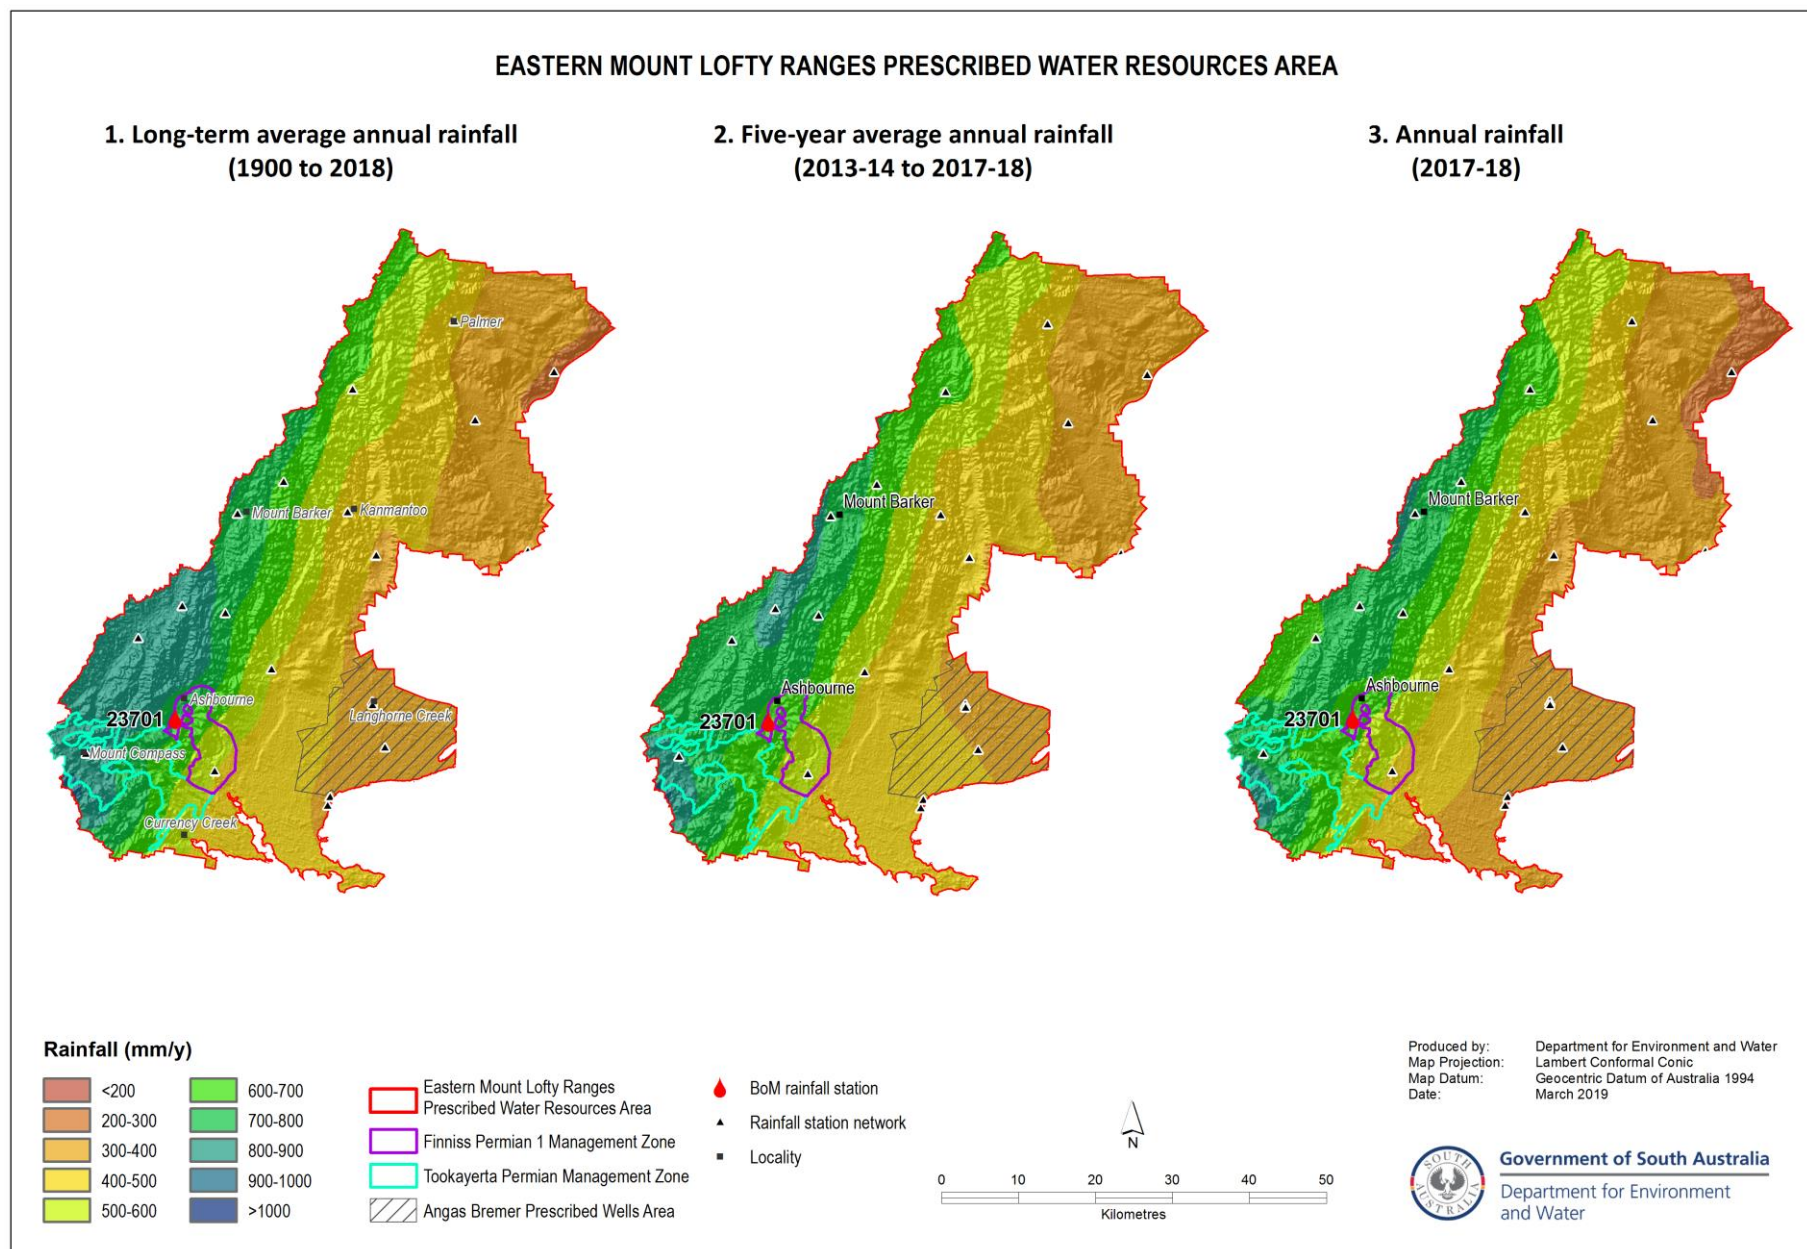 EASTERN MOUNT LOFTY RANGES PRESCRIBED WATER RESOURCES AREA
1. Long-term average annual rainfall
(1900 to 2018)
2. Five-year average annual rainfall
(2013-14 to 2017-18)
3. Annual rainfall
(2017-18)
Palmer
Mount Barker
Kanmantoo
Ashbourne
23701
Langhorne Creek
Mount Compass
Currency Creek
Mount Barker
Ashbourne
23701
Mount Barker
Ashbourne
23701
Rainfall (mm/y)
<200
200-300
300-400
400-500
500-600
600-700
700-800
800-900
900-1000
>1000
Eastern Mount Lofty Ranges
Prescribed Water Resources Area
Finniss Permian 1 Management Zone
Tookayerta Permian Management Zone
Angas Bremer Prescribed Wells Area
BoM rainfall station
Rainfall station network
Locality
N
0 10 20 30 40 50
Kilometres
Produced by: Department for Environment and Water
Map Projection: Lambert Conformal Conic
Map Datum: Geocentric Datum of Australia 1994
Date: March 2019
SOUTH
AUSTRALIA
Government of South Australia
Department for Environment
and Water